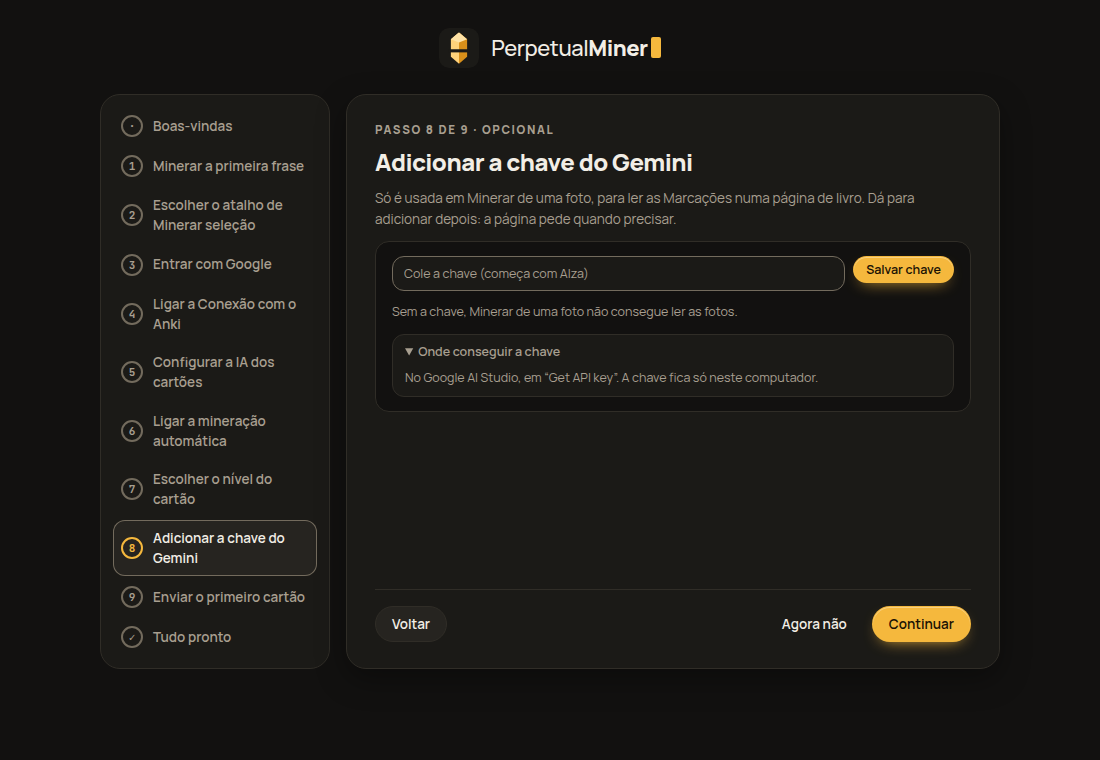 PerpetualMiner
Boas-vindas
1 Minerar a primeira frase
2 Escolher o atalho de
Minerar seleção
3 Entrar com Google
4 Ligar a Conexão com o
Anki
5 Configurar a IA dos
cartões
6 Ligar a mineração
automática
7 Escolher o nível do
cartão
8 Adicionar a chave do
Gemini
9 Enviar o primeiro cartão
✓ Tudo pronto
PASSO 8 DE 9 · OPCIONAL
Adicionar a chave do Gemini
Só é usada em Minerar de uma foto, para ler as Marcações numa página de livro. Dá para
adicionar depois: a página pede quando precisar.
Cole a chave (começa com AIza)
Salvar chave
Sem a chave, Minerar de uma foto não consegue ler as fotos.
▼ Onde conseguir a chave
No Google AI Studio, em “Get API key”. A chave fica só neste computador.
Voltar
Agora não
Continuar